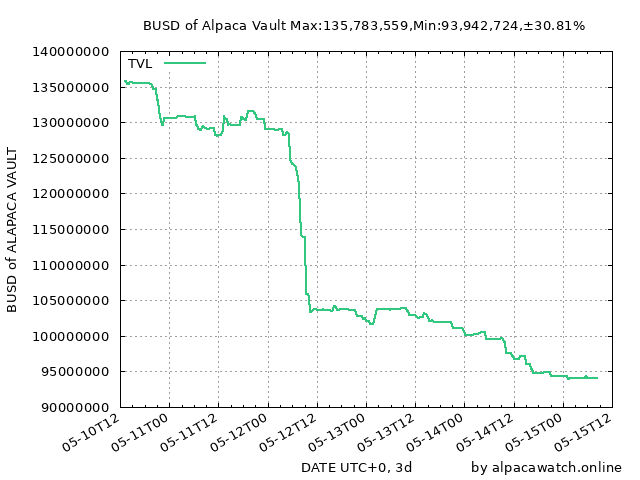 BUSD of Alpaca Vault Max:135,783,559,Min:93,942,724,±30.81%
TVL
BUSD of ALAPACA VAULT
140000000
135000000
130000000
125000000
120000000
115000000
110000000
105000000
100000000
95000000
90000000
05-10T12
05-11T00
05-11T12
05-12T00
05-12T12
05-13T00
05-13T12
05-14T00
05-14T12
05-15T00
05-15T12
DATE UTC+0, 3d
by alpacawatch.online